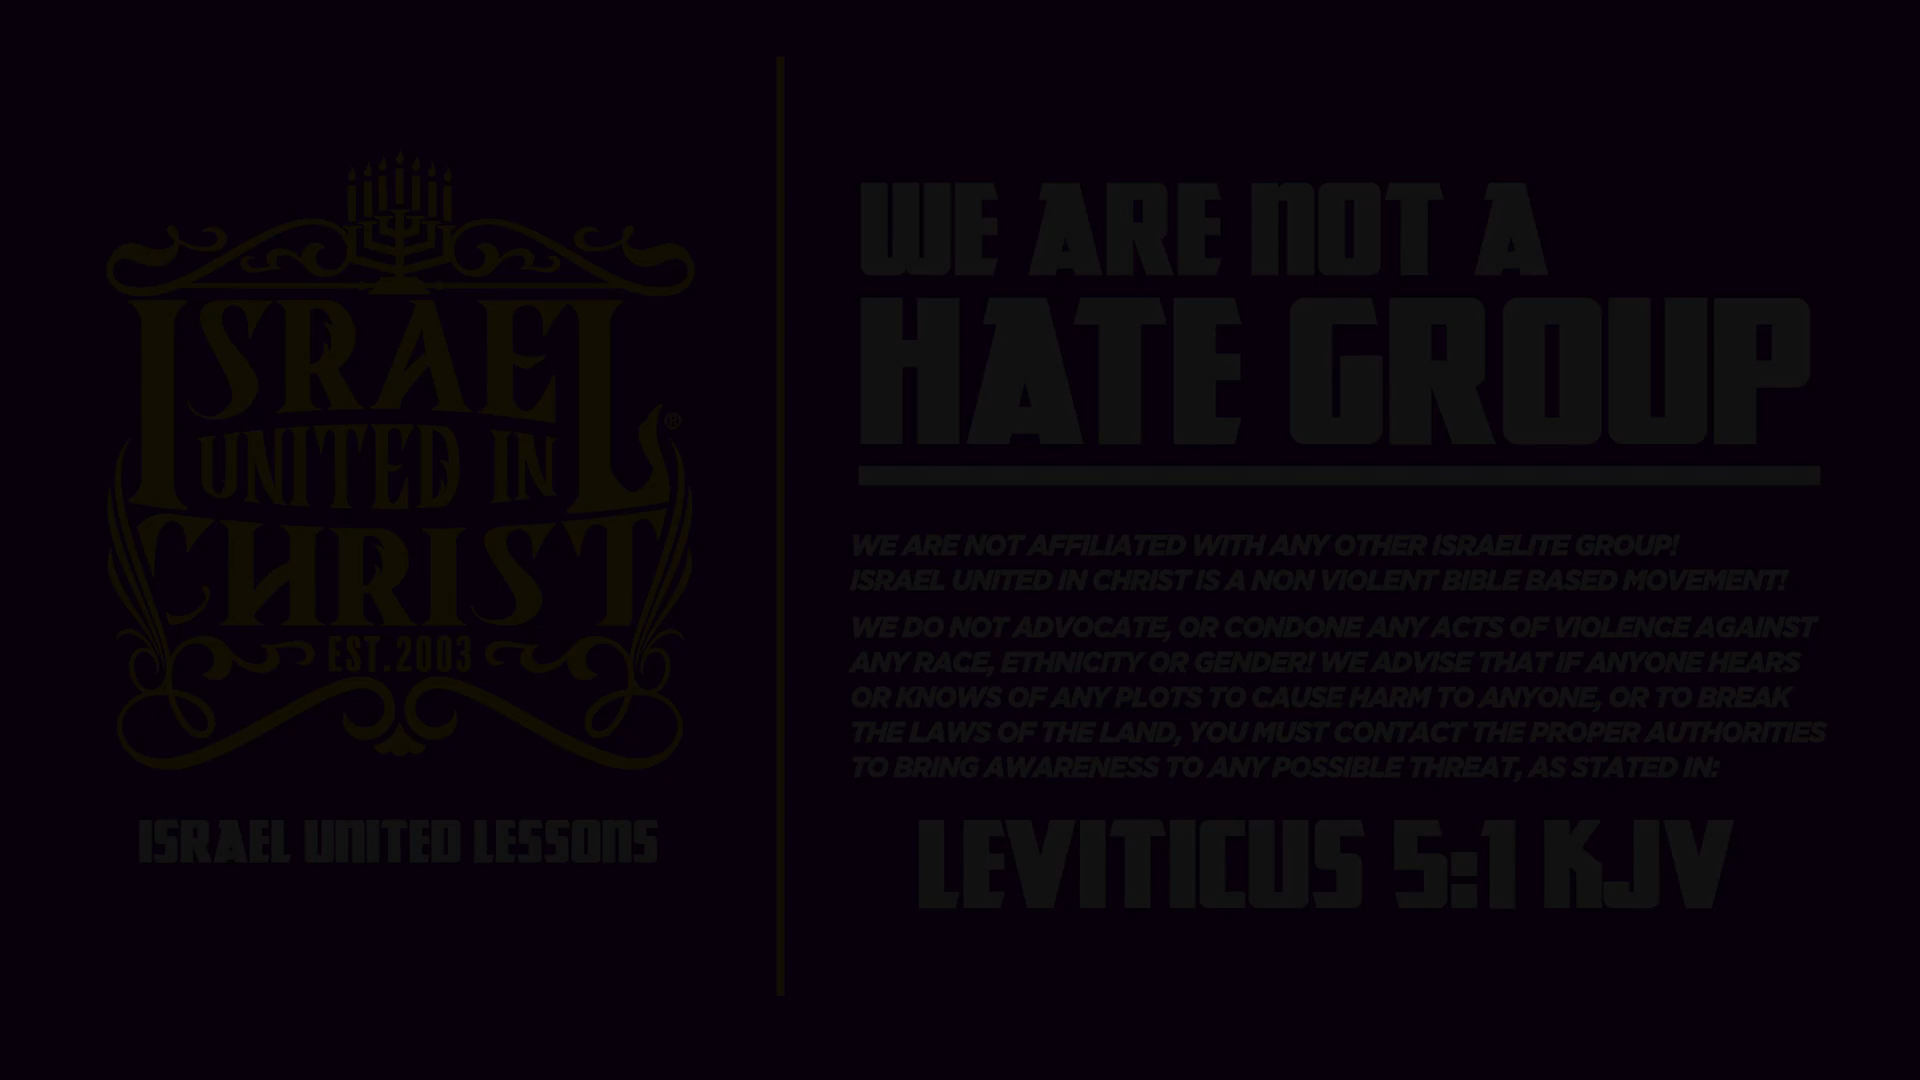 ISRAEL
UNITED IN
CHRIST
®
EST.2003
ISRAEL UNITED LESSONS
WE ARE NOT A
HATE GROUP
WE ARE NOT AFFILIATED WITH ANY OTHER ISRAELITE GROUP!
ISRAEL UNITED IN CHRIST IS A NON VIOLENT BIBLE BASED MOVEMENT!
WE DO NOT ADVOCATE, OR CONDONE ANY ACTS OF VIOLENCE AGAINST
ANY RACE, ETHNICITY OR GENDER! WE ADVISE THAT IF ANYONE HEARS
OR KNOWS OF ANY PLOTS TO CAUSE HARM TO ANYONE, OR TO BREAK
THE LAWS OF THE LAND, YOU MUST CONTACT THE PROPER AUTHORITIES
TO BRING AWARENESS TO ANY POSSIBLE THREAT, AS STATED IN:
LEVITICUS 5:1 KJV